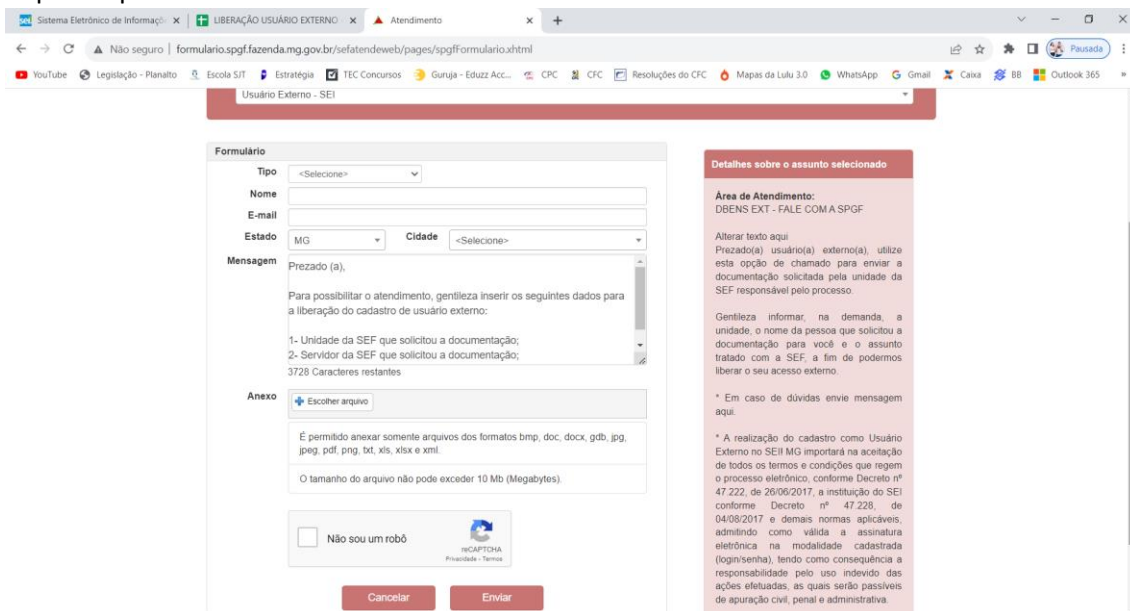 Sistema Eletrônico de Informaçõ
LIBERAÇÃO USUÁRIO EXTERNO
Atendimento
Não seguro | formulario.spgf.fazenda.mg.gov.br/sefatendeweb/pages/spgfFormulario.xhtml
Pausada
YouTube
Legislação - Planalto
Escola SJT
Estratégia
TEC Concursos
Guruja - Eduzz Acc...
CPC
CFC
Resoluções do CFC
Mapas da Lulu 3.0
WhatsApp
Gmail
Caixa
BB
Outlook 365
»
Usuário Externo - SEI
Formulário
Tipo
<Selecione>
Nome
E-mail
Estado
MG
Cidade
<Selecione>
Mensagem
Prezado (a),
Para possibilitar o atendimento, gentileza inserir os seguintes dados para
a liberação do cadastro de usuário externo:
1- Unidade da SEF que solicitou a documentação;
2- Servidor da SEF que solicitou a documentação;
3728 Caracteres restantes
Anexo
Escolher arquivo
É permitido anexar somente arquivos dos formatos bmp, doc, docx, gdb, jpg,
jpeg, pdf, png, txt, xls, xlsx e xml.
O tamanho do arquivo não pode exceder 10 Mb (Megabytes).
Não sou um robô
reCAPTCHA
Privacidade - Termos
Cancelar
Enviar
Detalhes sobre o assunto selecionado
Área de Atendimento:
DBENS EXT - FALE COM A SPGF
Alterar texto aqui
Prezado(a) usuário(a) externo(a), utilize
esta opção de chamado para enviar a
documentação solicitada pela unidade da
SEF responsável pelo processo.
Gentileza informar, na demanda, a
unidade, o nome da pessoa que solicitou a
documentação para você e o assunto
tratado com a SEF, a fim de podermos
liberar o seu acesso externo.
* Em caso de dúvidas envie mensagem
aqui.
* A realização do cadastro como Usuário
Externo no SEI! MG importará na aceitação
de todos os termos e condições que regem
o processo eletrônico, conforme Decreto nº
47.222, de 26/06/2017, a instituição do SEI
conforme Decreto nº 47.228, de
04/08/2017 e demais normas aplicáveis,
admitindo como válida a assinatura
eletrônica na modalidade cadastrada
(login/senha), tendo como consequência a
responsabilidade pelo uso indevido das
ações efetuadas, as quais serão passíveis
de apuração civil, penal e administrativa.